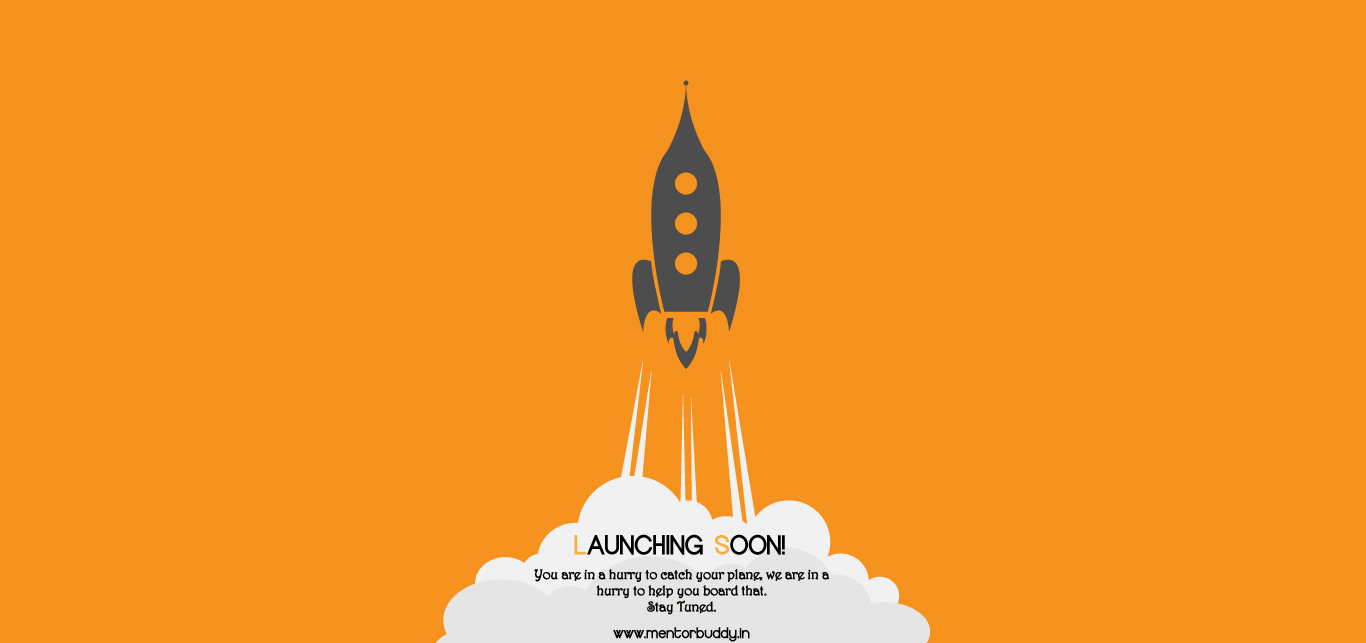 LAUNCHING SOON!
You are in a hurry to catch your plane, we are in a
hurry to help you board that.
Stay Tuned.
www.mentorbuddy.in